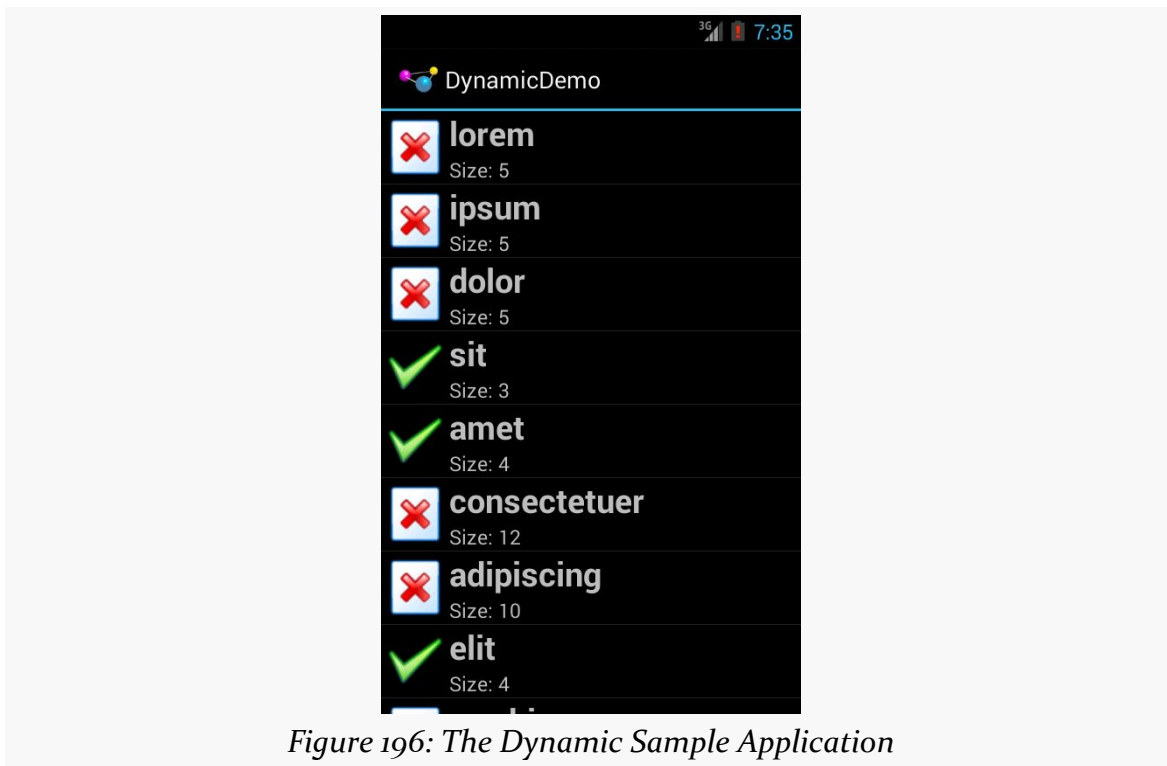 3G 7:35
DynamicDemo
lorem
Size: 5
ipsum
Size: 5
dolor
Size: 5
sit
Size: 3
amet
Size: 4
consectetuer
Size: 12
adipiscing
Size: 10
elit
Size: 4
Figure 196: The Dynamic Sample Application